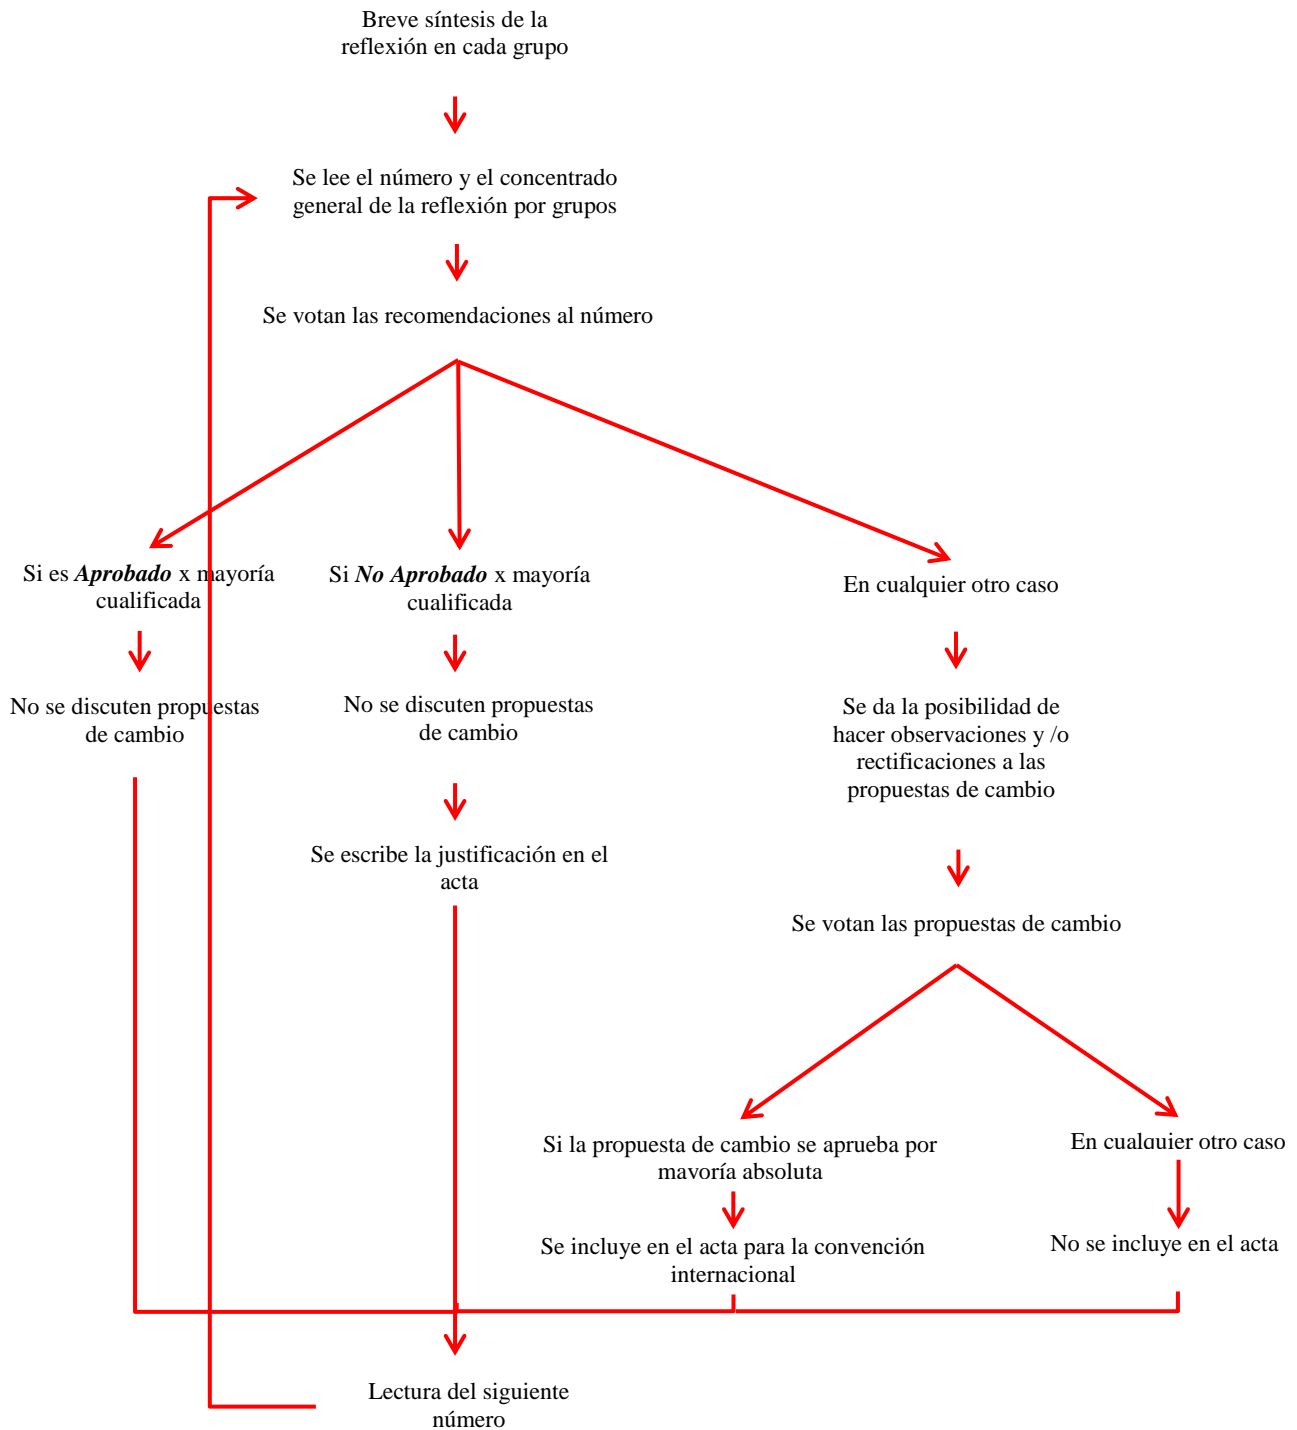 Breve síntesis de la
reflexión en cada grupo
Se lee el número y el concentrado
general de la reflexión por grupos
Se votan las recomendaciones al número
Si es Aprobado x mayoría
cualificada
Si No Aprobado x mayoría
cualificada
En cualquier otro caso
No se discuten propuestas
de cambio
No se discuten propuestas
de cambio
Se da la posibilidad de
hacer observaciones y /o
rectificaciones a las
propuestas de cambio
Se escribe la justificación en el
acta
Se votan las propuestas de cambio
Si la propuesta de cambio se aprueba por
mayoría absoluta
En cualquier otro caso
Se incluye en el acta para la convención
internacional
No se incluye en el acta
Lectura del siguiente
número